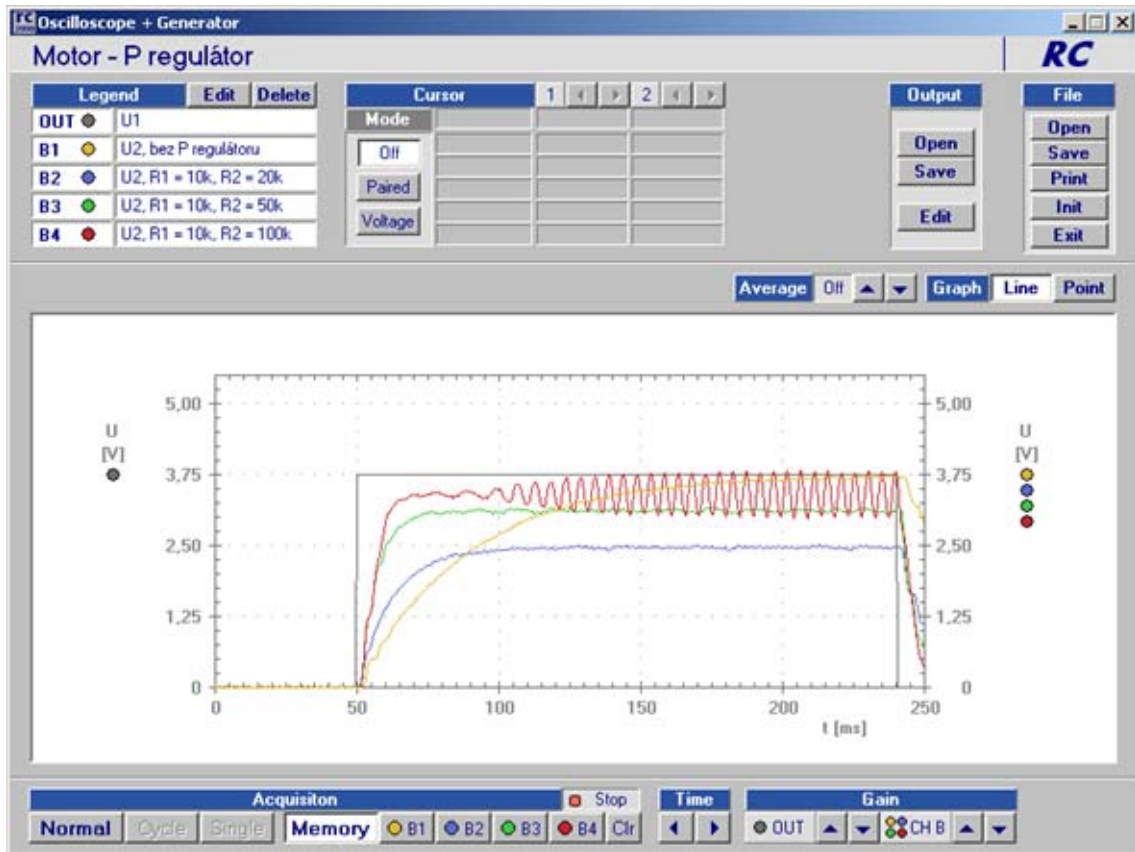 Oscilloscope + Generator
Motor - P regulátor
RC
Legend Edit Delete
Cursor 1 2
Output
File
OUT U1
B1 U2, bez P regulátoru
B2 U2, R1 = 10k, R2 = 20k
B3 U2, R1 = 10k, R2 = 50k
B4 U2, R1 = 10k, R2 = 100k
Mode
Off
Paired
Voltage
Open
Save
Edit
Open
Save
Print
Init
Exit
Average Off Graph Line Point
U
[V]
5,00
3,75
2,50
1,25
0
5,00
3,75
2,50
1,25
0
U
[V]
0 50 100 150 200 250
t [ms]
Acquisiton Stop Time Gain
Normal Cycle Single Memory B1 B2 B3 B4 Clr OUT CH B